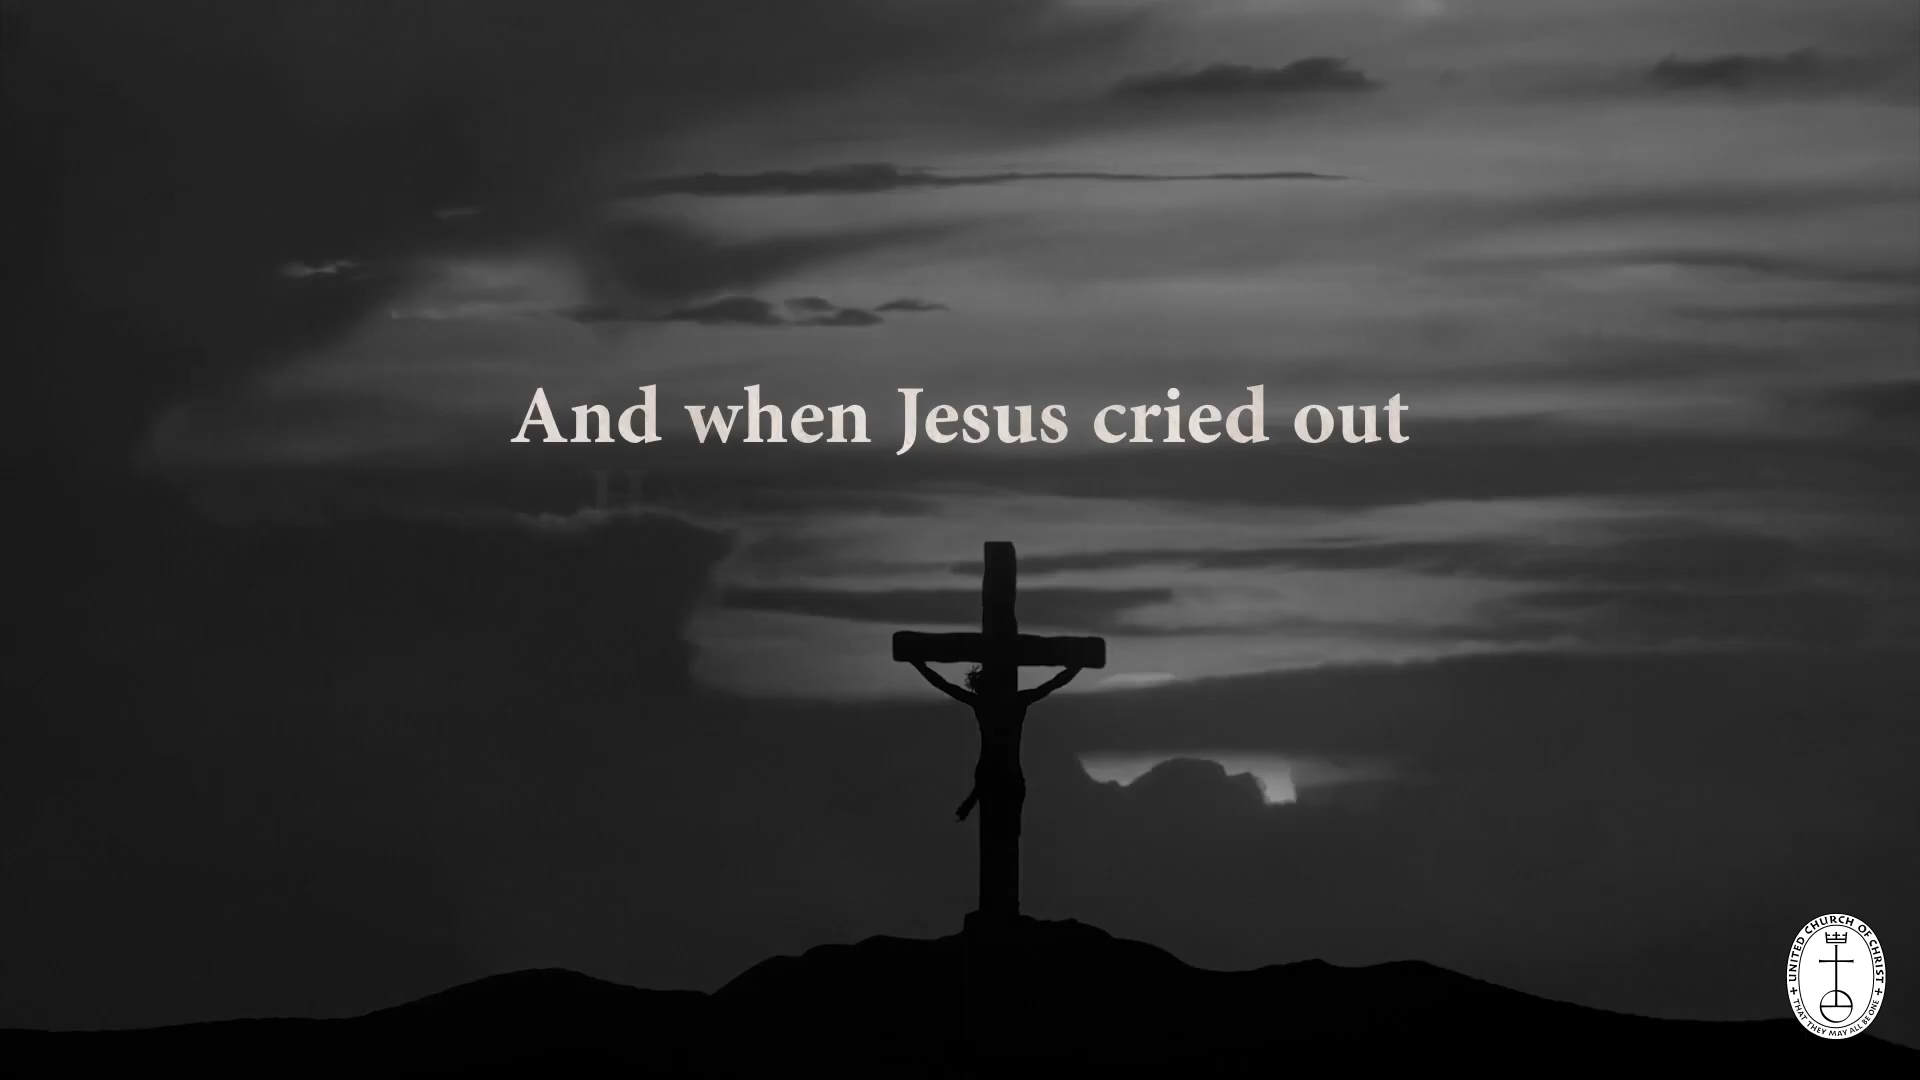 And when Jesus cried out
UNITED CHURCH OF CHRIST
THAT THEY MAY ALL BE ONE